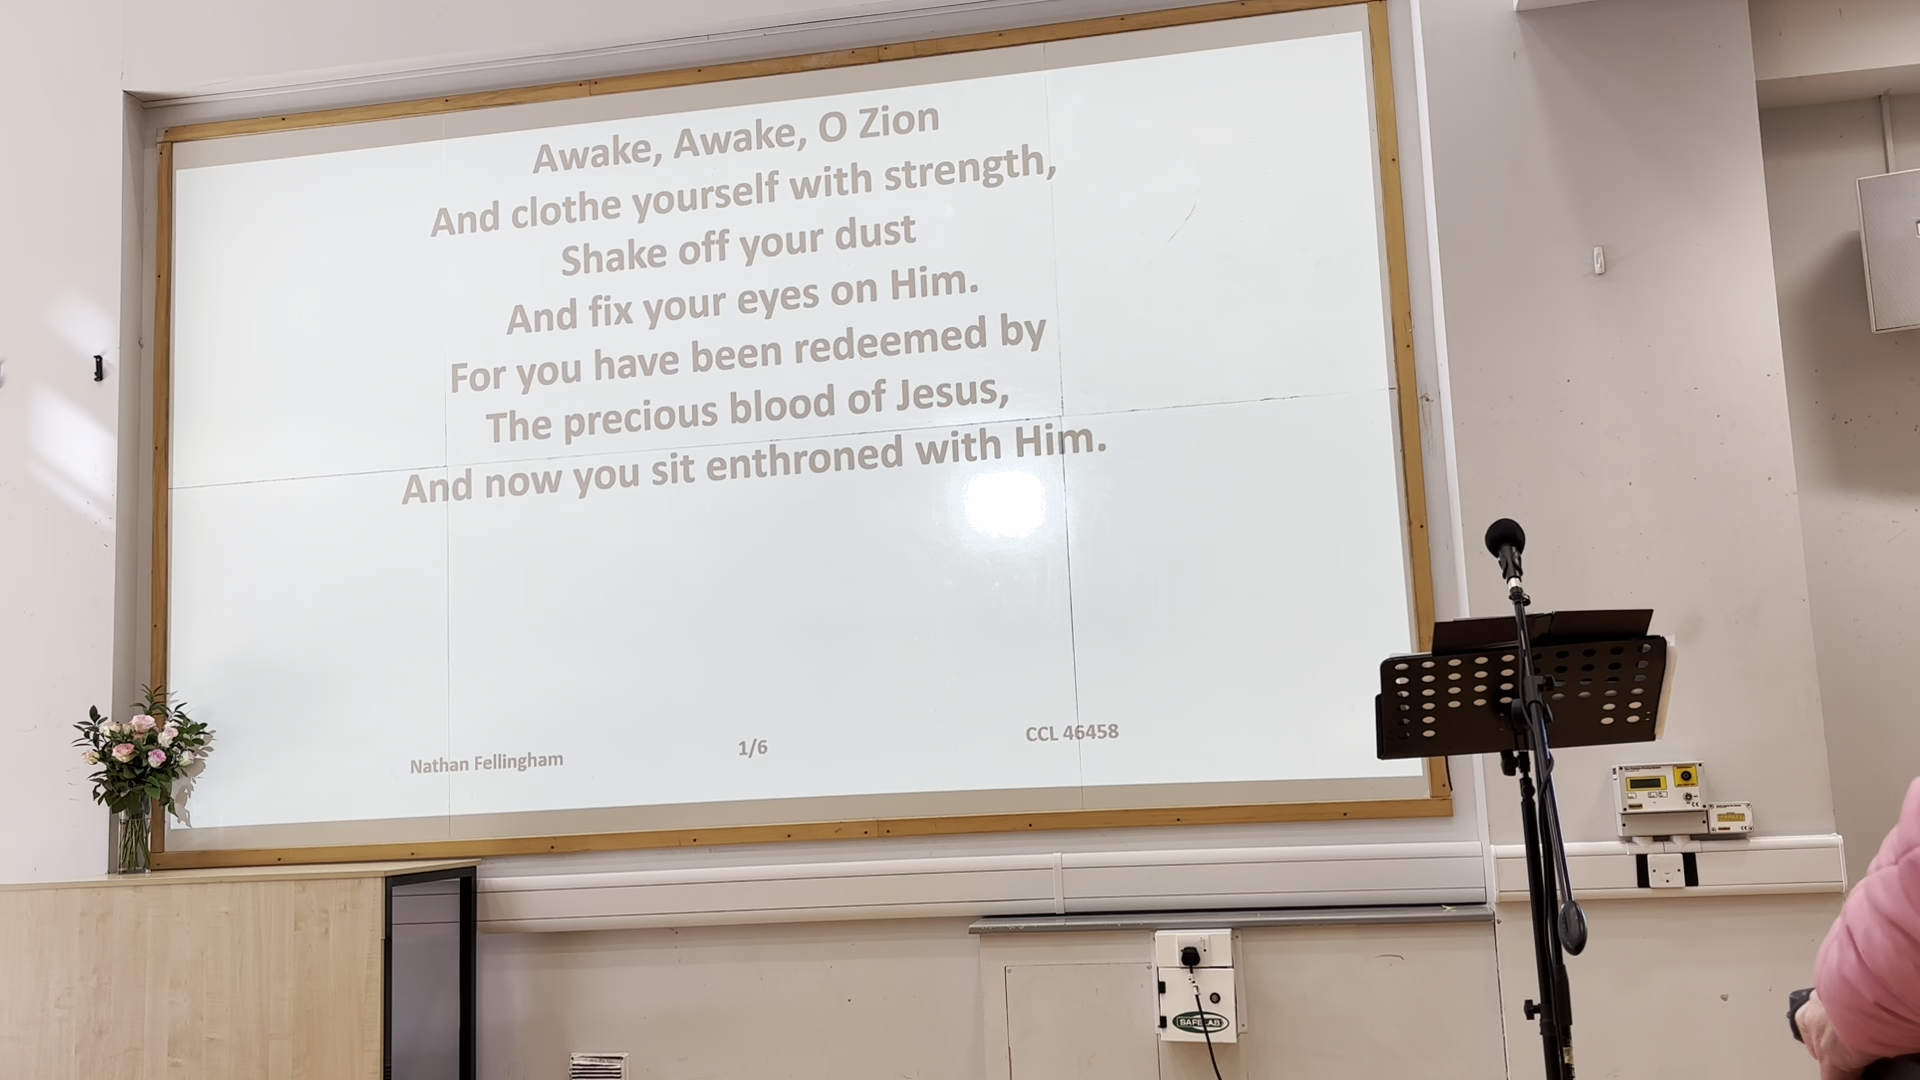 Awake, Awake, O Zion
And clothe yourself with strength,
Shake off your dust
And fix your eyes on Him.
For you have been redeemed by
The precious blood of Jesus,
And now you sit enthroned with Him.
Nathan Fellingham
1/6
CCL 46458
SAFELAB